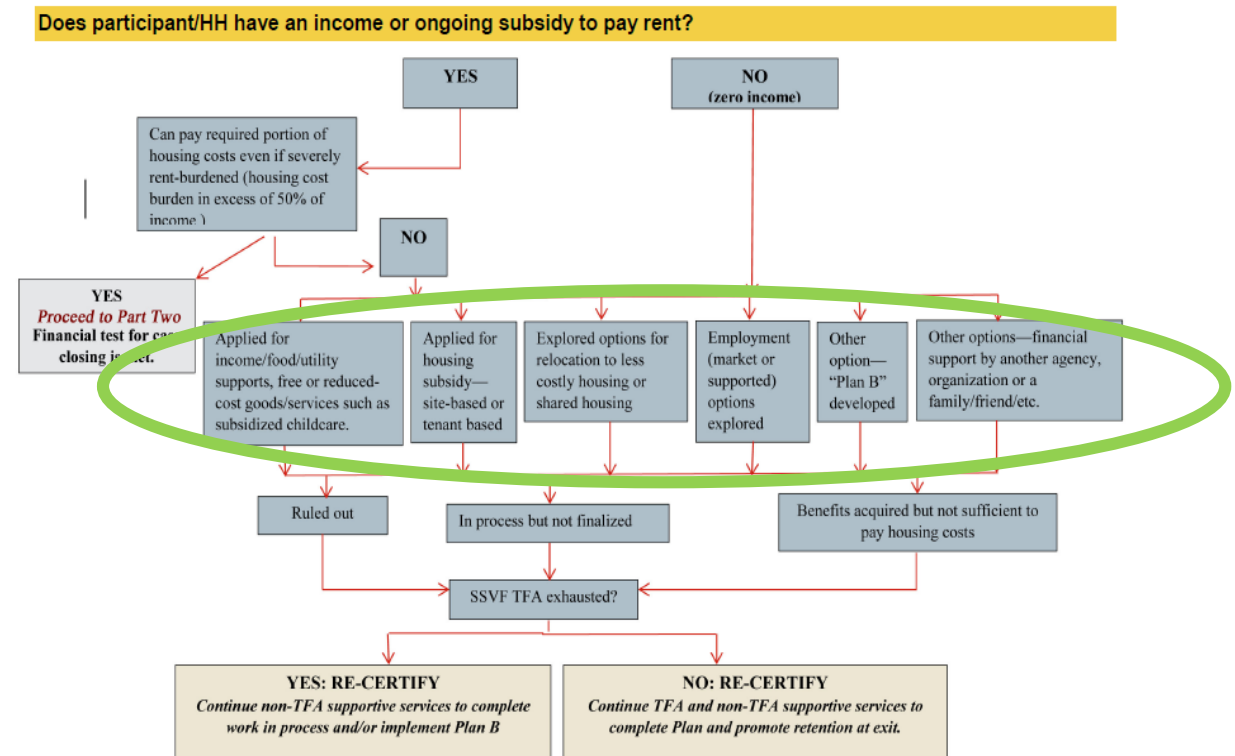 Does participant/HH have an income or ongoing subsidy to pay rent?
YES
NO
(zero income)
Can pay required portion of
housing costs even if severely
rent-burdened (housing cost
burden in excess of 50% of
income )
NO
YES
Proceed to Part Two
Financial test for
closing
Applied for
income/food/utility
supports, free or reduced-
cost goods/services such as
subsidized childcare.
Applied for
housing
subsidy—
site-based or
tenant based
Explored options for
relocation to less
costly housing or
shared housing
Employment
(market or
supported)
options
explored
Other
option—
“Plan B”
developed
Other options—financial
support by another agency,
organization or a
family/friend/etc.
Ruled out
In process but not finalized
Benefits acquired but not sufficient to
pay housing costs
SSVF TFA exhausted?
YES: RE-CERTIFY
Continue non-TFA supportive services to complete
work in process and/or implement Plan B
NO: RE-CERTIFY
Continue TFA and non-TFA supportive services to
complete Plan and promote retention at exit.